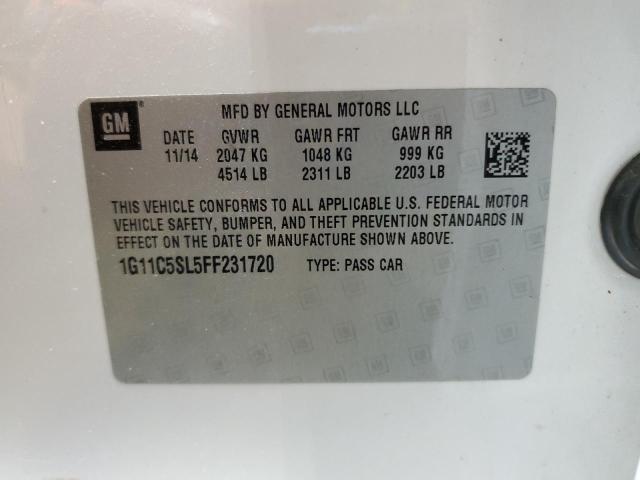 GM
MFD BY GENERAL MOTORS LLC
DATE GVWR GAWR FRT GAWR RR
11/14 2047 KG 1048 KG 999 KG
4514 LB 2311 LB 2203 LB
THIS VEHICLE CONFORMS TO ALL APPLICABLE U.S. FEDERAL MOTOR
VEHICLE SAFETY, BUMPER, AND THEFT PREVENTION STANDARDS IN
EFFECT ON THE DATE OF MANUFACTURE SHOWN ABOVE.
1G11C5SL5FF231720 TYPE: PASS CAR